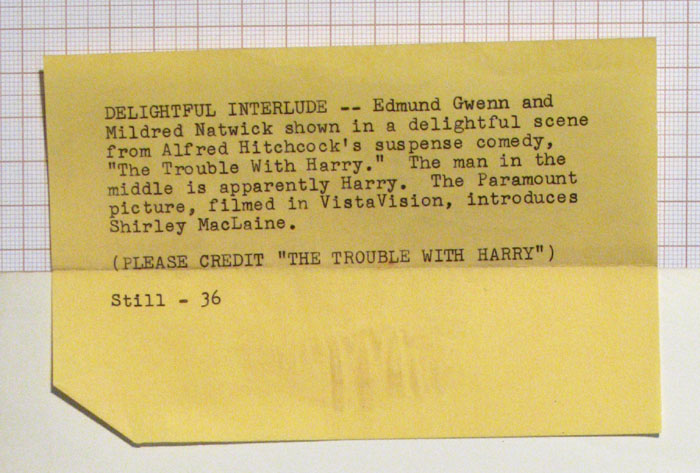 DELIGHTFUL INTERLUDE -- Edmund Gwenn and
Mildred Natwick shown in a delightful scene
from Alfred Hitchcock's suspense comedy,
"The Trouble With Harry." The man in the
middle is apparently Harry. The Paramount
picture, filmed in VistaVision, introduces
Shirley MacLaine.
(PLEASE CREDIT "THE TROUBLE WITH HARRY")
Still - 36